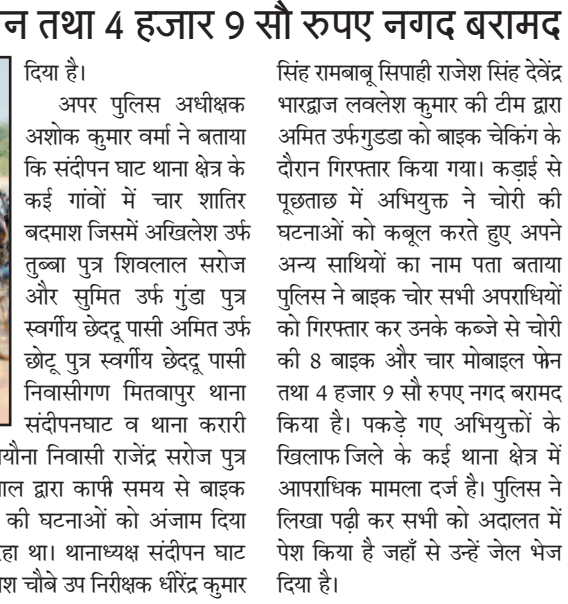 न तथा 4 हजार 9 सौ रुपए नगद बरामद
दिया है।
अपर पुलिस अधीक्षक
अशोक कुमार वर्मा ने बताया
कि संदीपन घाट थाना क्षेत्र के
कई गांवों में चार शातिर
बदमाश जिसमें अखिलेश उर्फ
तुब्बा पुत्र शिवलाल सरोज
और सुमित उर्फ गुंडा पुत्र
स्वर्गीय छेददू पासी अमित उर्फ
छोटू पुत्र स्वर्गीय छेददू पासी
निवासीगण मितवापुर थाना
संदीपनघाट व थाना करारी
निवासी राजेंद्र सरोज पुत्र
द्वारा काफी समय से बाइक
की घटनाओं को अंजाम दिया
था। थानाध्यक्ष संदीपन घाट
चौबे उप निरीक्षक धीरेंद्र कुमार
सिंह रामबाबू सिपाही राजेश सिंह देवेंद्र
भारद्वाज लवलेश कुमार की टीम द्वारा
अमित उर्फगुडडा को बाइक चेकिंग के
दौरान गिरफ्तार किया गया। कड़ाई से
पूछताछ में अभियुक्त ने चोरी की
घटनाओं को कबूल करते हुए अपने
अन्य साथियों का नाम पता बताया
पुलिस ने बाइक चोर सभी अपराधियों
को गिरफ्तार कर उनके कब्जे से चोरी
की 8 बाइक और चार मोबाइल फोन
तथा 4 हजार 9 सौ रुपए नगद बरामद
किया है। पकड़े गए अभियुक्तों के
खिलाफ जिले के कई थाना क्षेत्र में
आपराधिक मामला दर्ज है। पुलिस ने
लिखा पढ़ी कर सभी को अदालत में
पेश किया है जहाँ से उन्हें जेल भेज
दिया है।